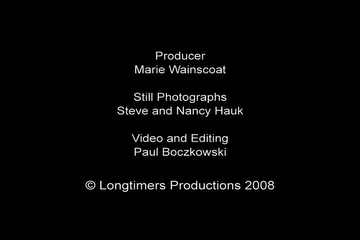 Producer
Marie Wainscoat
Still Photographs
Steve and Nancy Hauk
Video and Editing
Paul Boczkowski
© Longtimers Productions 2008